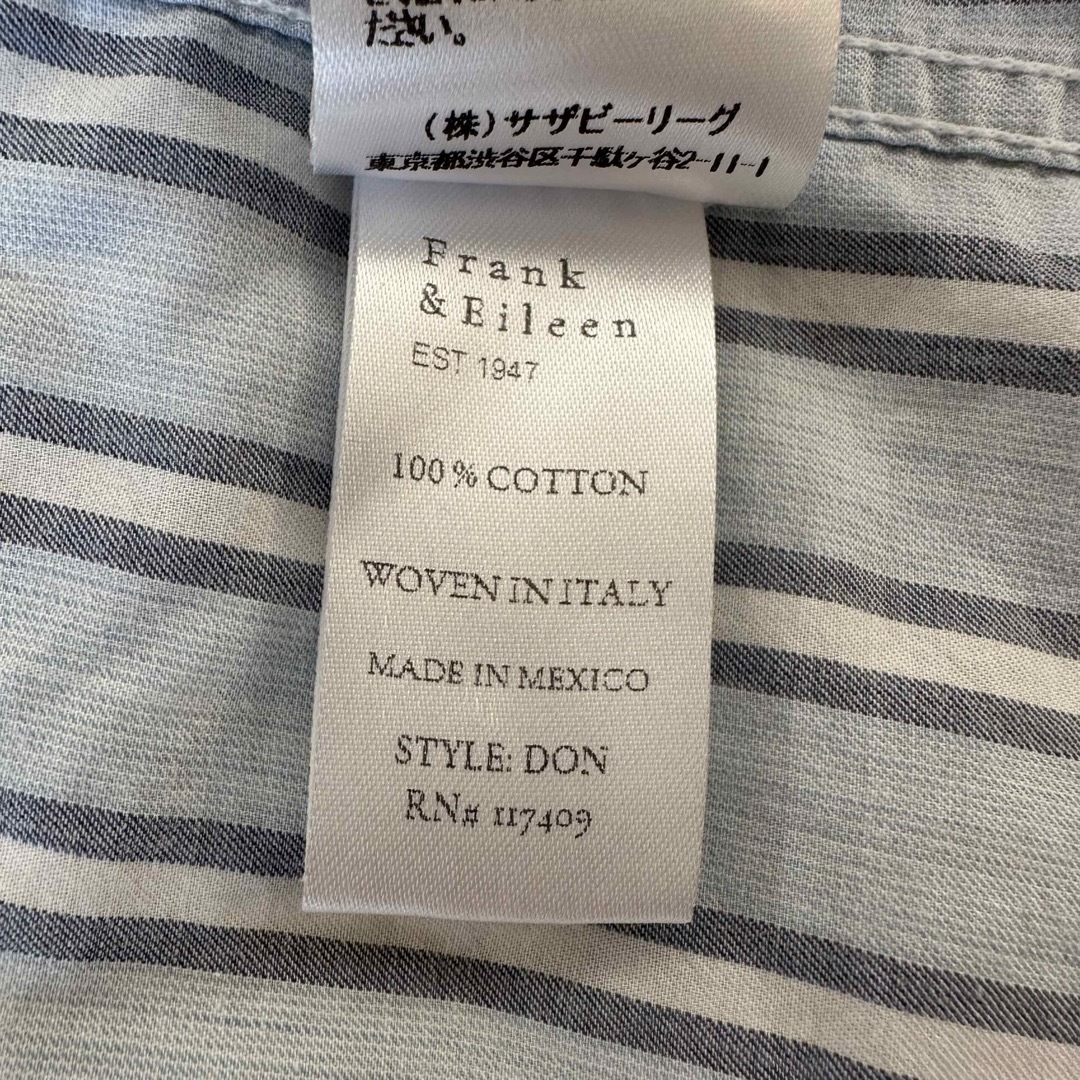 ださい。
(株)サザビーリーグ
東京都渋谷区千駄ヶ谷2-11-1
Frank
& Eileen
EST 1947
100% COTTON
WOVEN IN ITALY
MADE IN MEXICO
STYLE: DON
RN# 117409